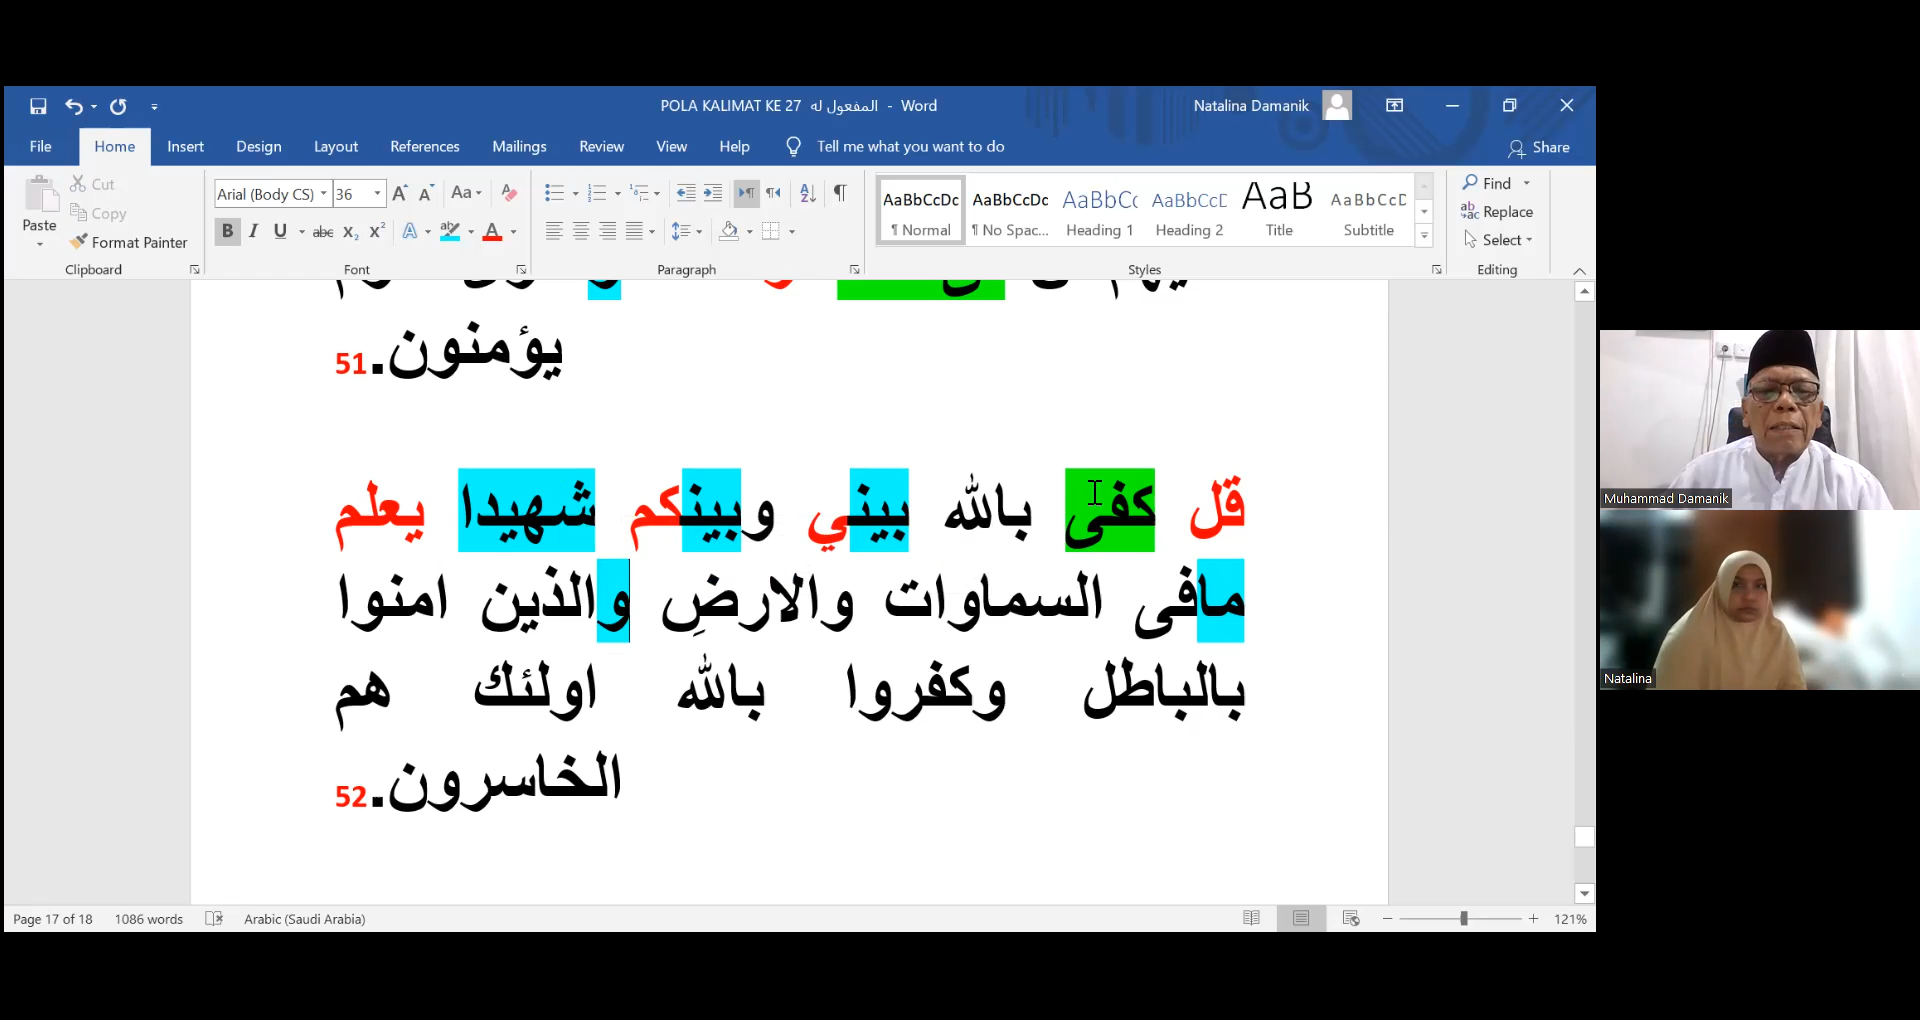 POLA KALIMAT KE 27 المفعول له - Word
Natalina Damanik
File Home Insert Design Layout References Mailings Review View Help Tell me what you want to do Share
Paste
Cut
Copy
Format Painter
Clipboard
Arial (Body CS) 36
Font
Paragraph
AaBbCcDc AaBbCcDc AaBbCc AaBbCcD AaB AaBbCcD
¶ Normal ¶ No Spac... Heading 1 Heading 2 Title Subtitle
Styles
Find
Replace
Select
Editing
يؤمنون.51
قل كفى بالله بيني وبينكم شهيدا يعلم
مافى السماوات والارضِ والذين امنوا
بالباطل وكفروا بالله اولئك هم
الخاسرون.52
Muhammad Damanik
Natalina
Page 17 of 18 1086 words Arabic (Saudi Arabia) 121%